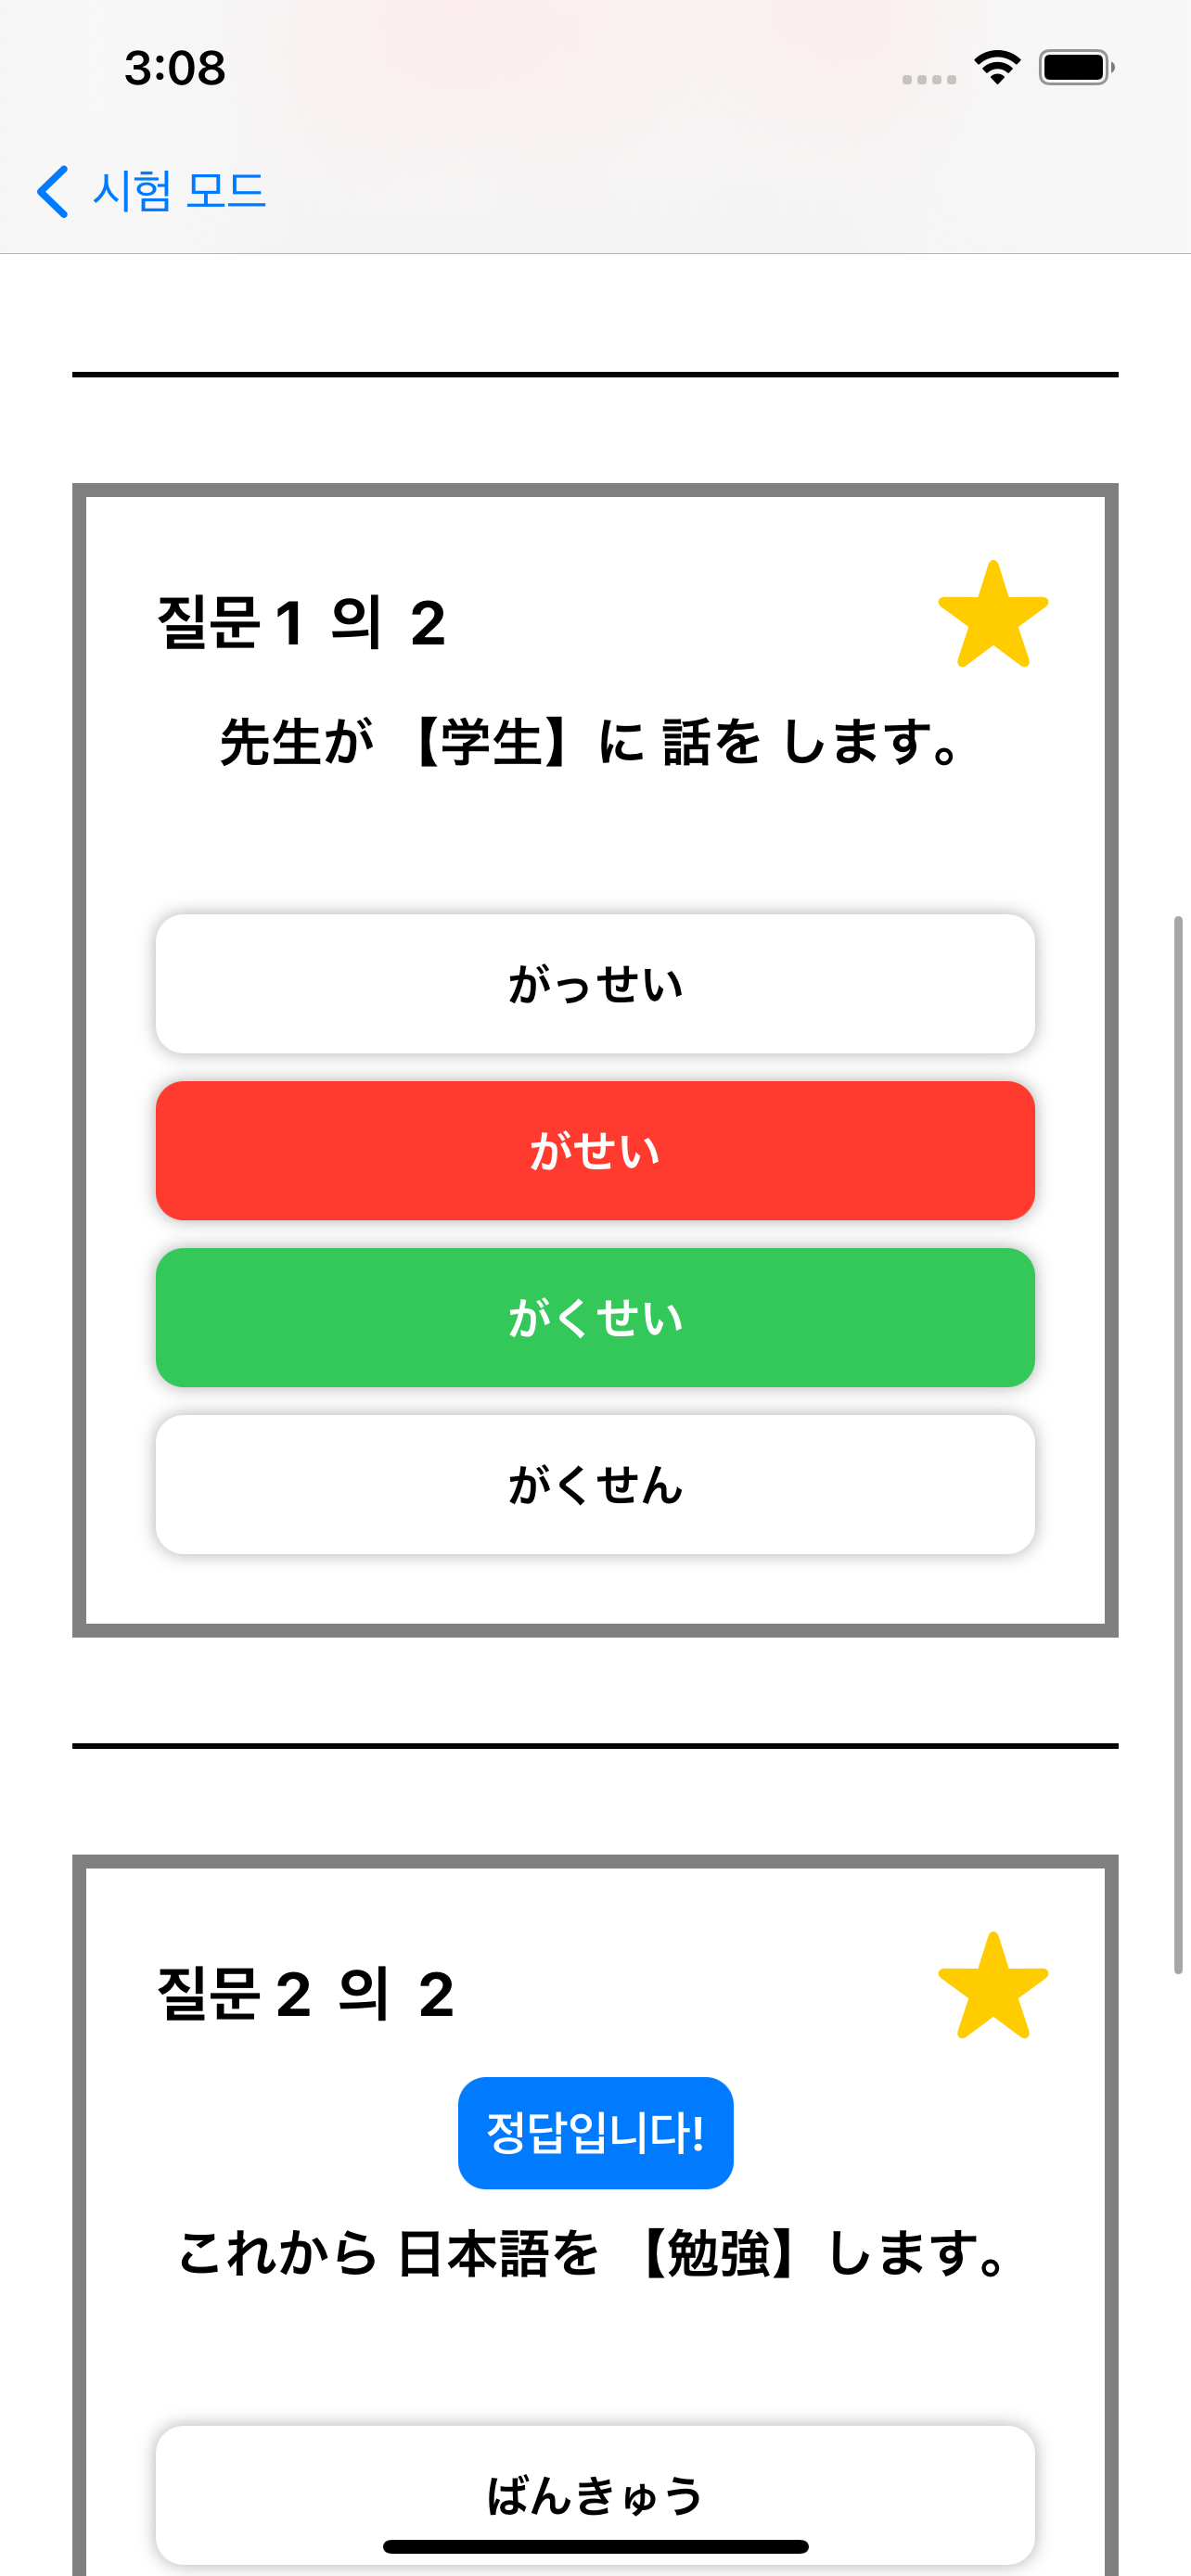 3:08
시험 모드
질문 1 의 2
先生が 【学生】に 話を します。
がっせい
がせい
がくせい
がくせん
질문 2 의 2
정답입니다!
これから 日本語を 【勉強】します。
ばんきゅう